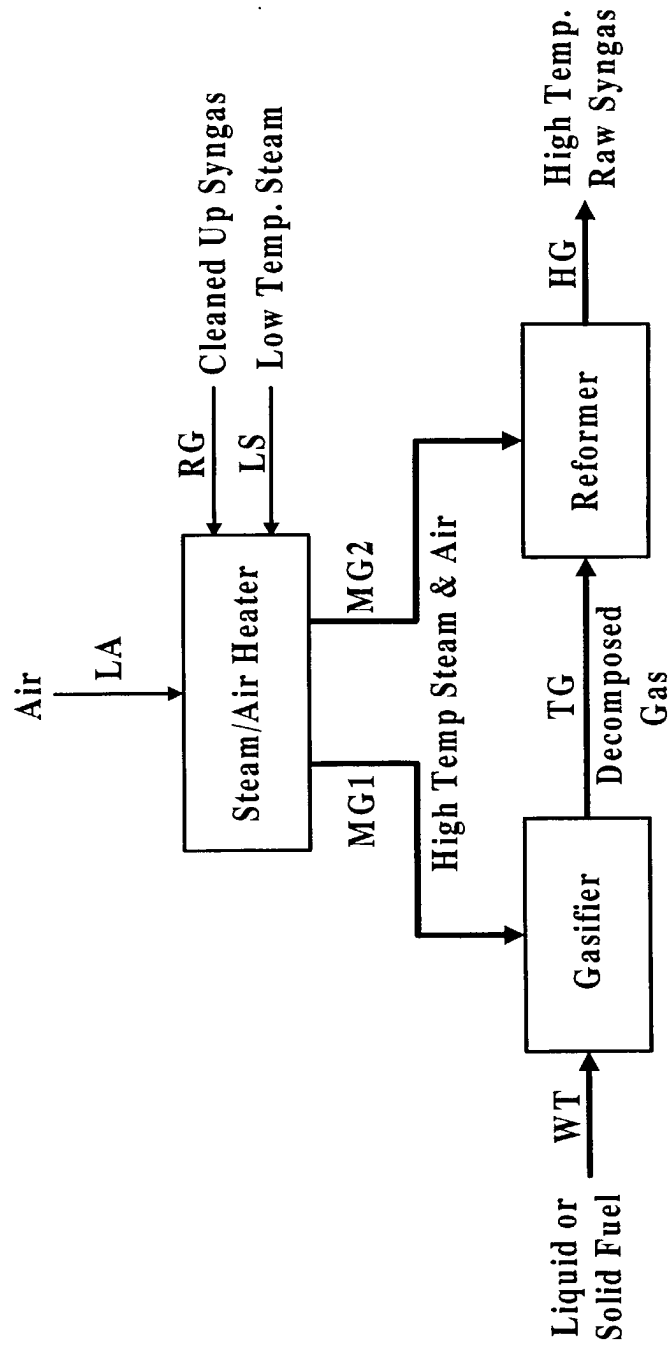 Air
LA
RG
Cleaned Up Syngas
LS
Low Temp. Steam
Steam/Air Heater
MG1
MG2
High Temp Steam & Air
Liquid or
Solid Fuel
WT
Gasifier
TG
Decomposed
Gas
Reformer
HG
High Temp.
Raw Syngas